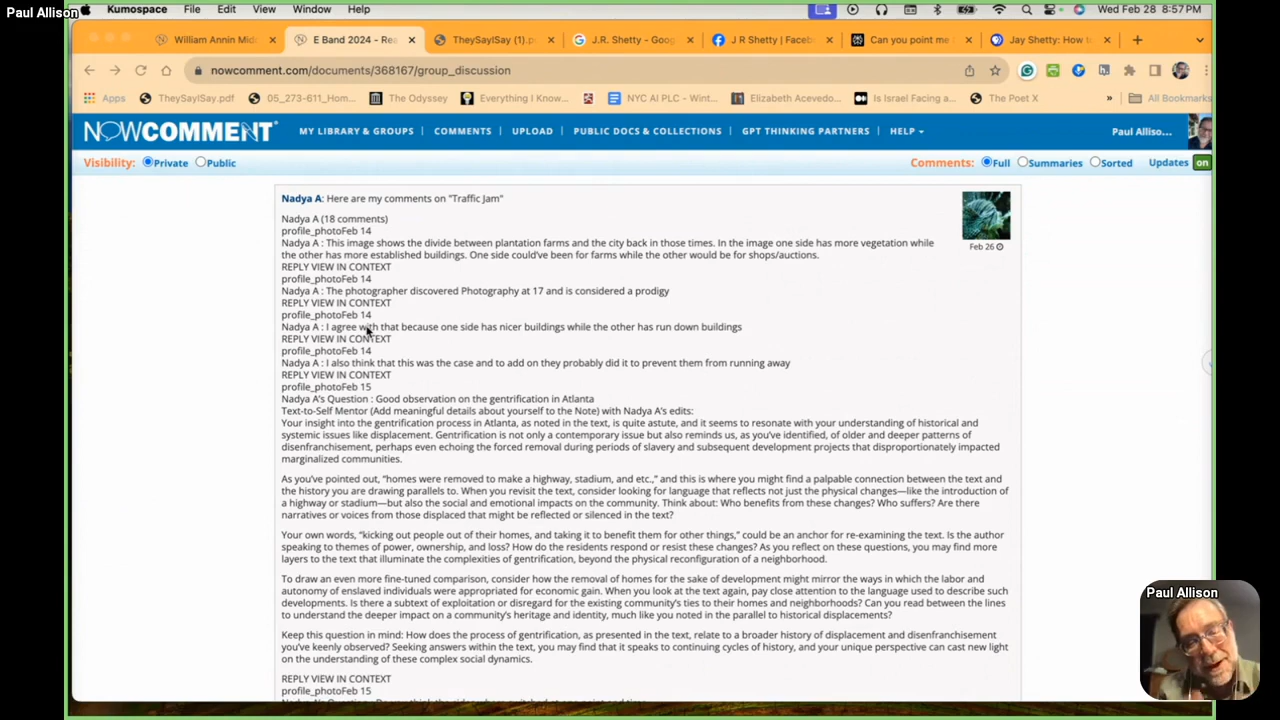 Paul Allison
Kumospace File Edit View Window Help
Wed Feb 28 8:57 PM
William Annin Mid
E Band 2024 - Rea
TheySayISay (1).p
J.R. Shetty - Goog
J R Shetty | Faceb
Can you point me
Jay Shetty: How t
nowcomment.com/documents/368167/group_discussion
Apps
TheySayISay.pdf
05_273-611_Hom...
The Odyssey
Everything I Know...
NYC AI PLC - Wint...
Elizabeth Acevedo...
Is Israel Facing a...
The Poet X
»
All Bookmarks
NOWCOMMENT
MY LIBRARY & GROUPS | COMMENTS | UPLOAD | PUBLIC DOCS & COLLECTIONS | GPT THINKING PARTNERS | HELP
Paul Alliso...
Visibility: Private Public
Comments: Full Summaries Sorted Updates on
Nadya A: Here are my comments on "Traffic Jam"
Feb 26
Nadya A (18 comments)
profile_photoFeb 14
Nadya A : This image shows the divide between plantation farms and the city back in those times. In the image one side has more vegetation while
the other has more established buildings. One side could've been for farms while the other would be for shops/auctions.
REPLY VIEW IN CONTEXT
profile_photoFeb 14
Nadya A : The photographer discovered Photography at 17 and is considered a prodigy
REPLY VIEW IN CONTEXT
profile_photoFeb 14
Nadya A : I agree with that because one side has nicer buildings while the other has run down buildings
REPLY VIEW IN CONTEXT
profile_photoFeb 14
Nadya A : I also think that this was the case and to add on they probably did it to prevent them from running away
REPLY VIEW IN CONTEXT
profile_photoFeb 15
Nadya A's Question : Good observation on the gentrification in Atlanta
Text-to-Self Mentor (Add meaningful details about yourself to the Note) with Nadya A's edits:
Your insight into the gentrification process in Atlanta, as noted in the text, is quite astute, and it seems to resonate with your understanding of historical and
systemic issues like displacement. Gentrification is not only a contemporary issue but also reminds us, as you've identified, of older and deeper patterns of
disenfranchisement, perhaps even echoing the forced removal during periods of slavery and subsequent development projects that disproportionately impacted
marginalized communities.
As you've pointed out, "homes were removed to make a highway, stadium, and etc.," and this is where you might find a palpable connection between the text and
the history you are drawing parallels to. When you revisit the text, consider looking for language that reflects not just the physical changes—like the introduction of
a highway or stadium—but also the social and emotional impacts on the community. Think about: Who benefits from these changes? Who suffers? Are there
narratives or voices from those displaced that might be reflected or silenced in the text?
Your own words, "kicking out people out of their homes, and taking it to benefit them for other things," could be an anchor for re-examining the text. Is the author
speaking to themes of power, ownership, and loss? How do the residents respond or resist these changes? As you reflect on these questions, you may find more
layers to the text that illuminate the complexities of gentrification, beyond the physical reconfiguration of a neighborhood.
To draw an even more fine-tuned comparison, consider how the removal of homes for the sake of development might mirror the ways in which the labor and
autonomy of enslaved individuals were appropriated for economic gain. When you look at the text again, pay close attention to the language used to describe such
developments. Is there a subtext of exploitation or disregard for the existing community's ties to their homes and neighborhoods? Can you read between the lines
to understand the deeper impact on a community's heritage and identity, much like you noted in the parallel to historical displacements?
Keep this question in mind: How does the process of gentrification, as presented in the text, relate to a broader history of displacement and disenfranchisement
you've keenly observed? Seeking answers within the text, you may find that it speaks to continuing cycles of history, and your unique perspective can cast new light
on the understanding of these complex social dynamics.
REPLY VIEW IN CONTEXT
profile_photoFeb 15
Paul Allison